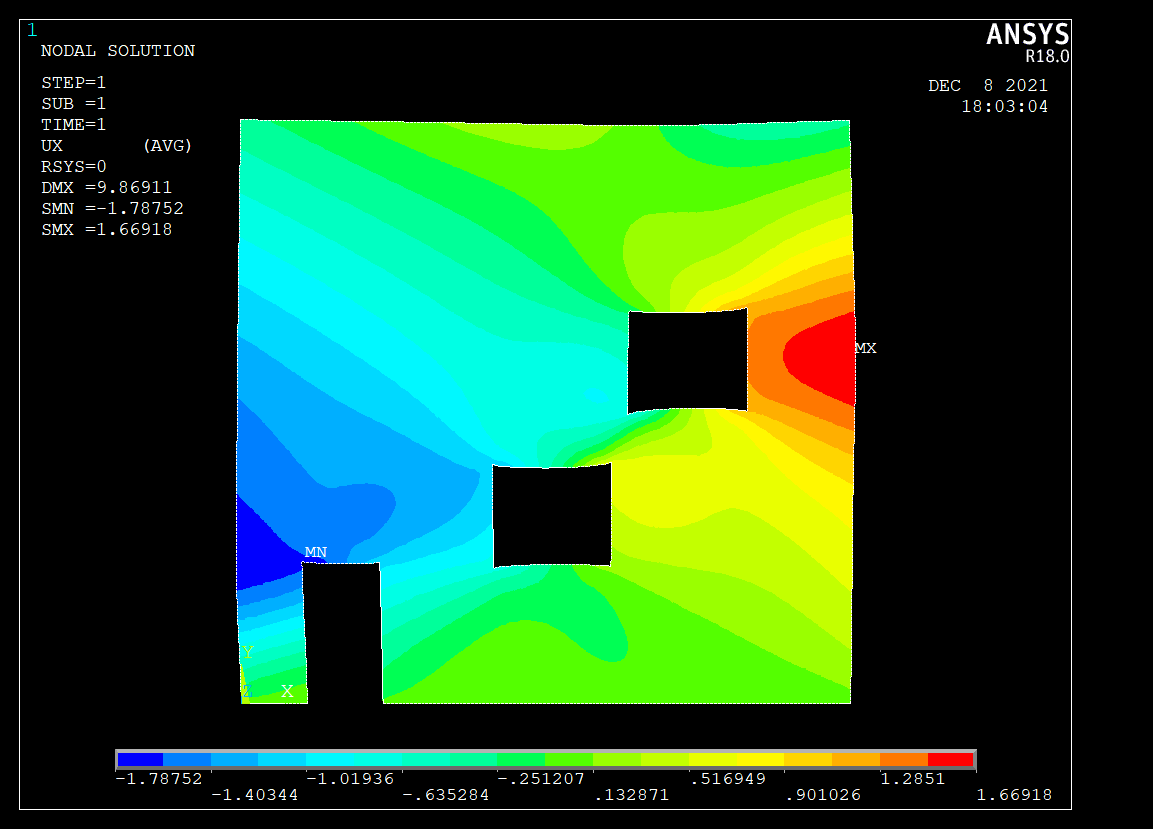 1
ANSYS
R18.0
NODAL SOLUTION
DEC 8 2021
18:03:04
STEP=1
SUB =1
TIME=1
UX (AVG)
RSYS=0
DMX =9.86911
SMN =-1.78752
SMX =1.66918
MX
MN
Y
Z X
-1.78752 -1.01936 -.251207 .516949 1.2851
-1.40344 -.635284 .132871 .901026 1.66918